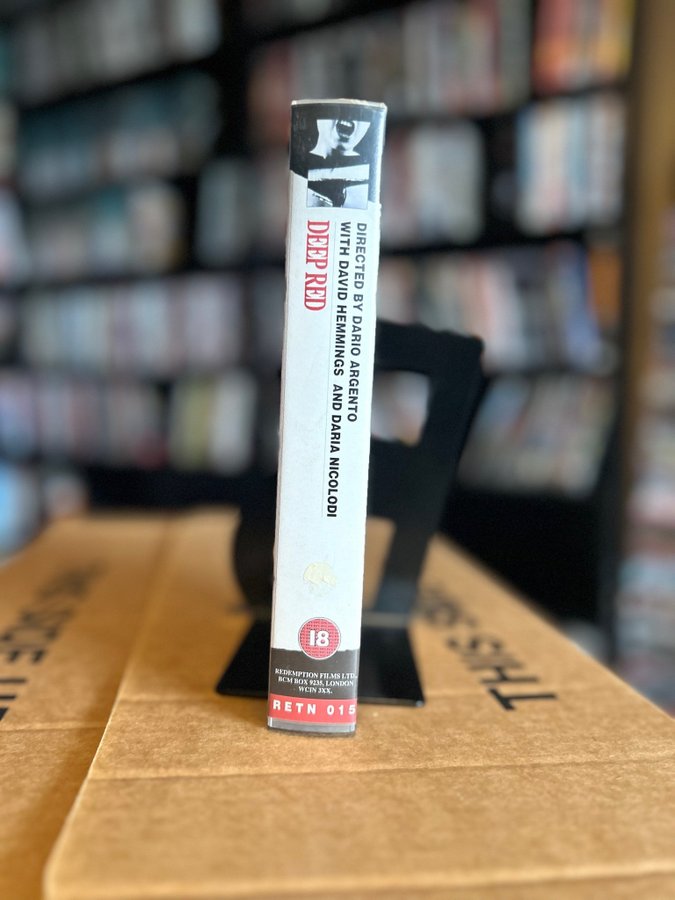 DEEP RED
DIRECTED BY DARIO ARGENTO
WITH DAVID HEMMINGS AND DARIA NICOLODI
18
REDEMPTION FILMS LTD.,
BCM BOX 9235, LONDON
WC1N 3XX.
RETN 015
THIS